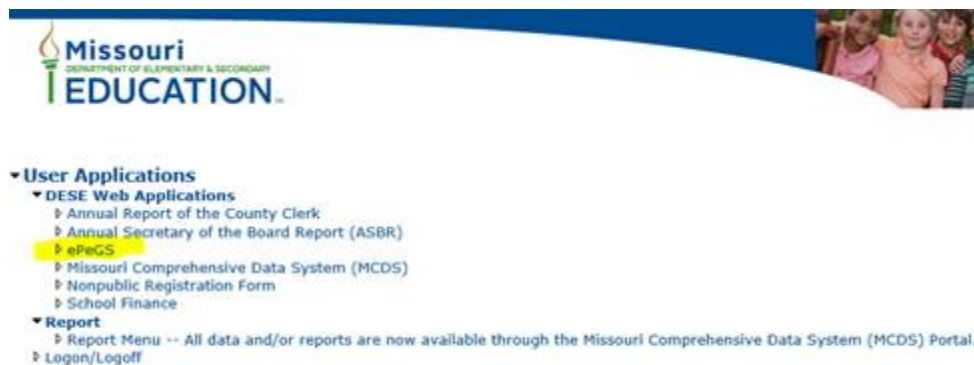 Missouri
DEPARTMENT OF ELEMENTARY & SECONDARY
EDUCATION
User Applications
DESE Web Applications
Annual Report of the County Clerk
Annual Secretary of the Board Report (ASBR)
ePeGS
Missouri Comprehensive Data System (MCDS)
Nonpublic Registration Form
School Finance
Report
Report Menu -- All data and/or reports are now available through the Missouri Comprehensive Data System (MCDS) Portal.
Logon/Logoff